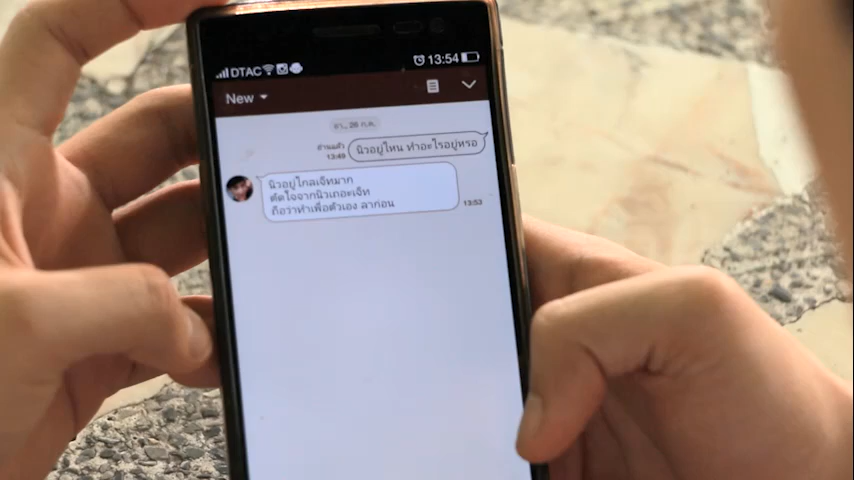 DTAC 13:54
New
อา., 26 ก.ค.
นิวอยู่ไหน ทำอะไรอยู่หรอ
อ่านแล้ว
13:49
นิวอยู่ไกลเจ๊ทมาก
ตัดใจจากนิวเถอะเจ๊ท
ถือว่าทำเพื่อตัวเอง ลาก่อน
13:53